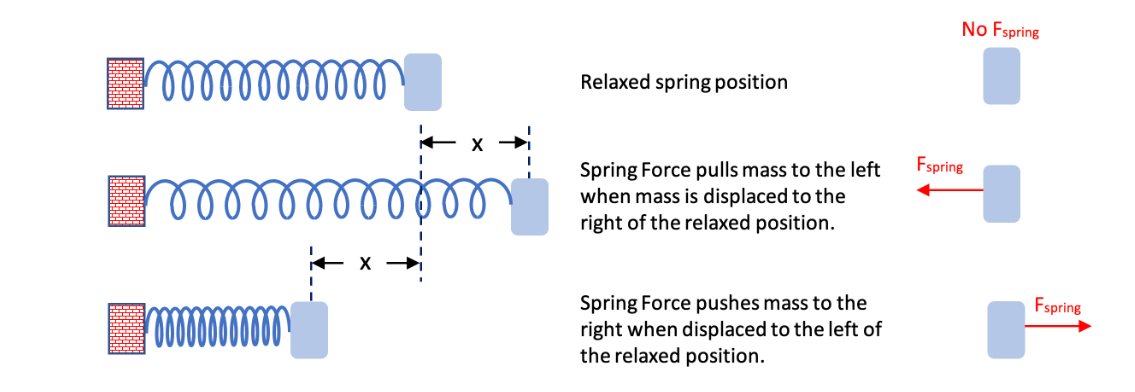 No Fspring
Relaxed spring position
x
Spring Force pulls mass to the left
when mass is displaced to the
right of the relaxed position.
Fspring
x
Spring Force pushes mass to the
right when displaced to the left of
the relaxed position.
Fspring